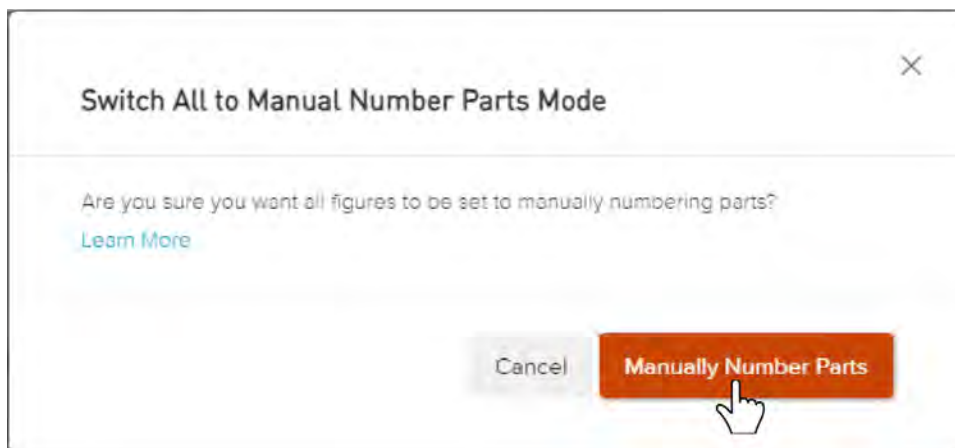 Switch All to Manual Number Parts Mode
Are you sure you want all figures to be set to manually numbering parts?
Learn More
Cancel
Manually Number Parts